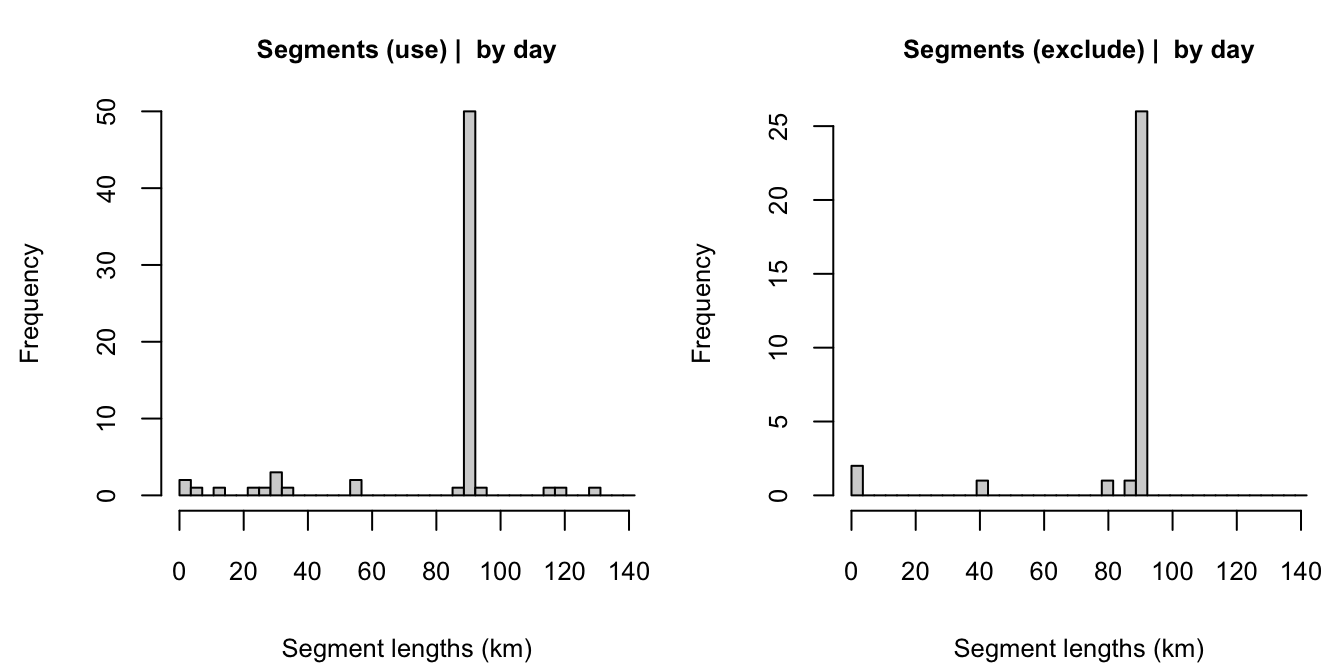 Segments (use) |  by day
Frequency
50
40
30
20
10
0
0 20 40 60 80 100 120 140
Segment lengths (km)
Segments (exclude) |  by day
Frequency
25
20
15
10
5
0
0 20 40 60 80 100 120 140
Segment lengths (km)